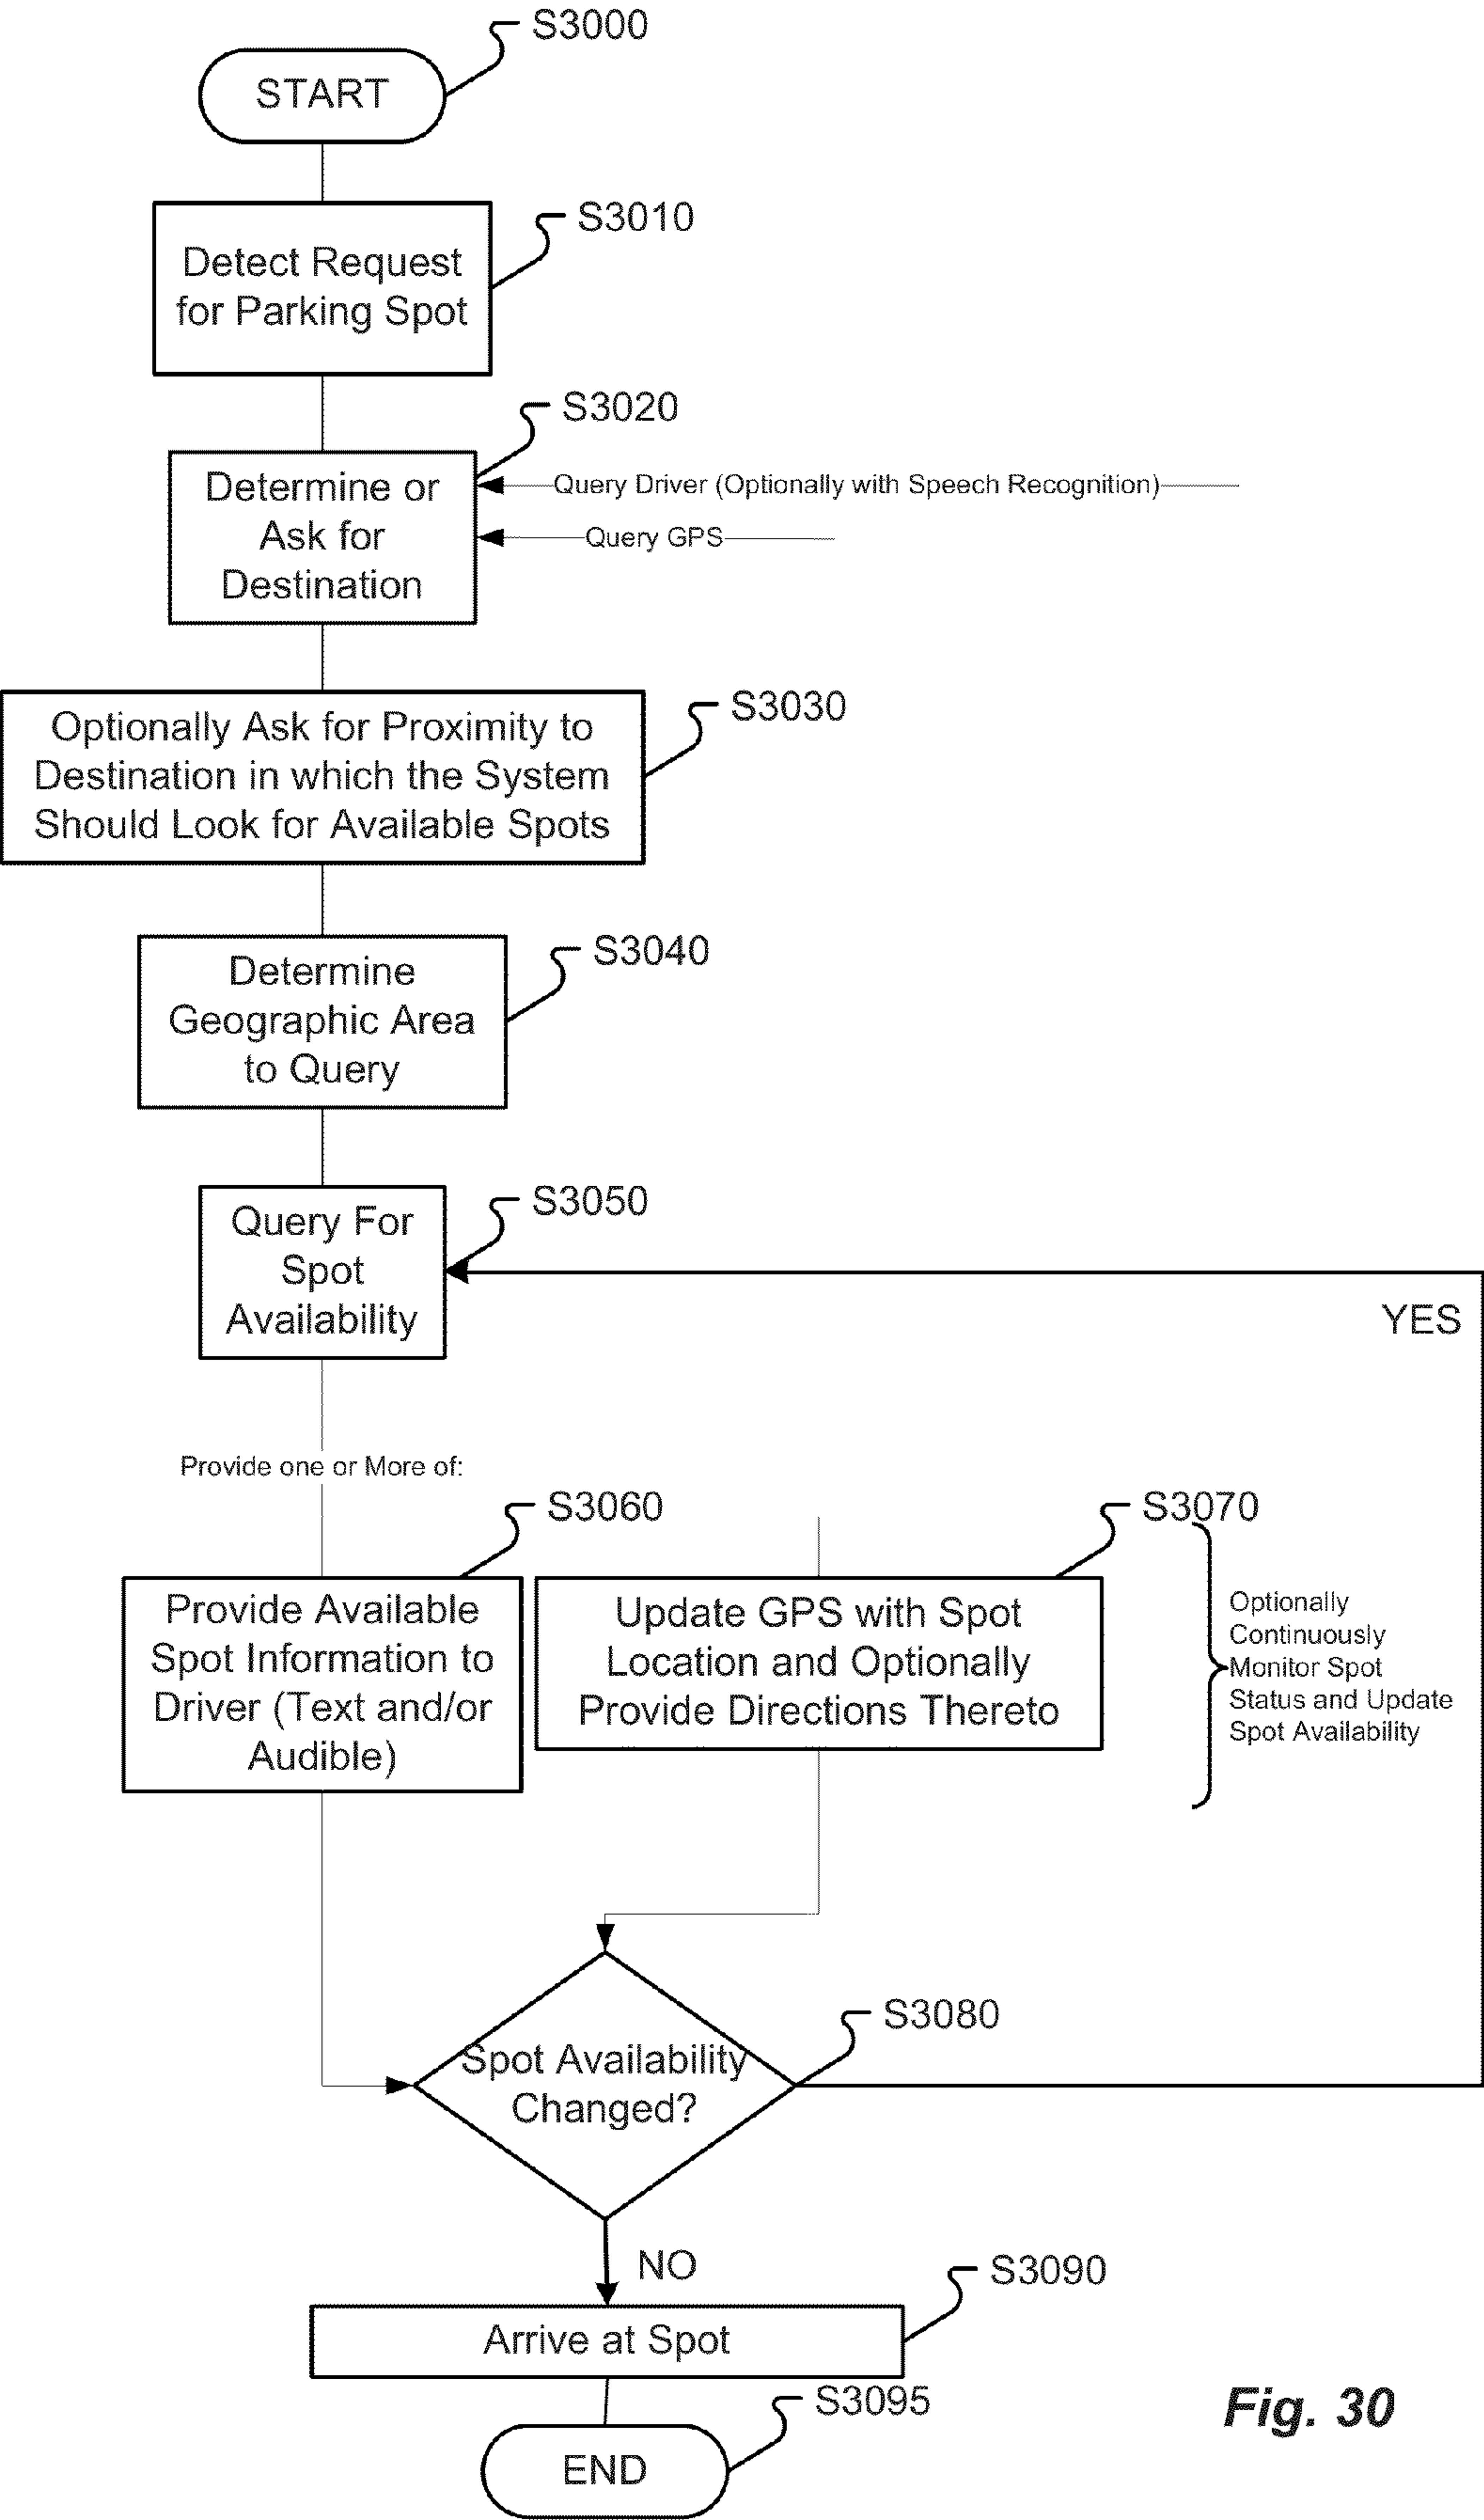 S3000
START
S3010
Detect Request
for Parking Spot
S3020
Determine or
Ask for
Destination
Query Driver (Optionally with Speech Recognition)
Query GPS
S3030
Optionally Ask for Proximity to
Destination in which the System
Should Look for Available Spots
S3040
Determine
Geographic Area
to Query
S3050
Query For
Spot
Availability
YES
Provide one or More of:
S3060
Provide Available
Spot Information to
Driver (Text and/or
Audible)
S3070
Update GPS with Spot
Location and Optionally
Provide Directions Thereto
Optionally
Continuously
Monitor Spot
Status and Update
Spot Availability
S3080
Spot Availability
Changed?
NO
S3090
Arrive at Spot
S3095
END
Fig. 30